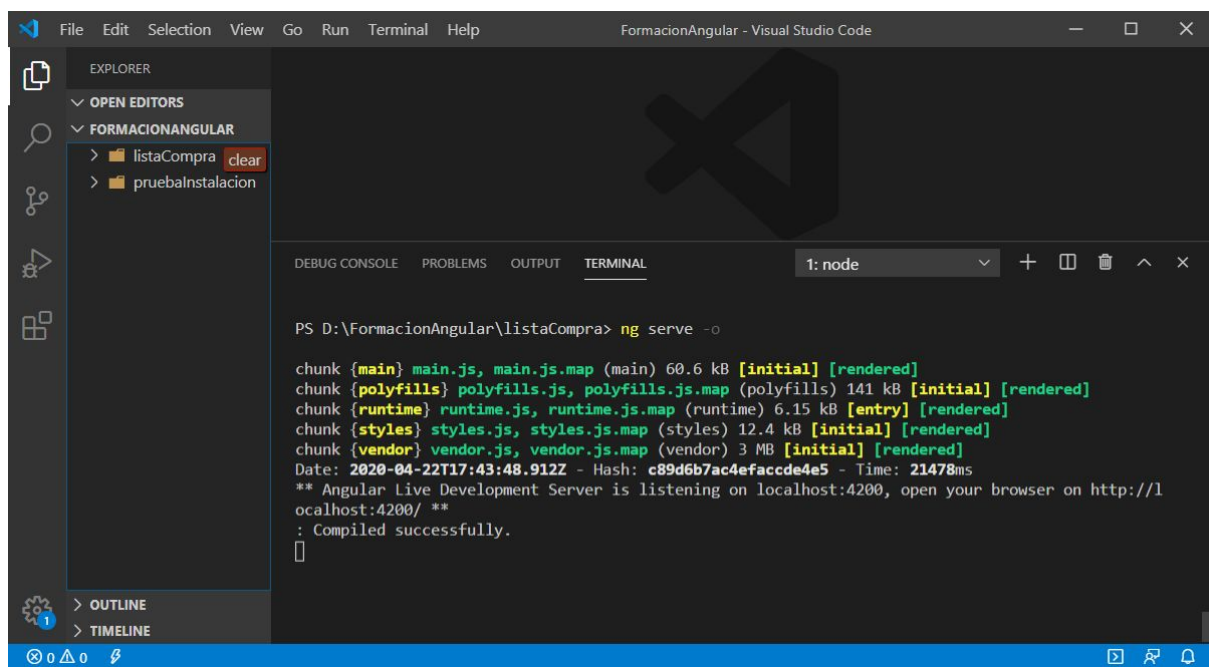 File Edit Selection View Go Run Terminal Help FormacionAngular - Visual Studio Code
EXPLORER
OPEN EDITORS
FORMACIONANGULAR
listaCompra clear
pruebaInstalacion
DEBUG CONSOLE PROBLEMS OUTPUT TERMINAL 1: node
PS D:\FormacionAngular\listaCompra> ng serve -o
chunk {main} main.js, main.js.map (main) 60.6 kB [initial] [rendered]
chunk {polyfills} polyfills.js, polyfills.js.map (polyfills) 141 kB [initial] [rendered]
chunk {runtime} runtime.js, runtime.js.map (runtime) 6.15 kB [entry] [rendered]
chunk {styles} styles.js, styles.js.map (styles) 12.4 kB [initial] [rendered]
chunk {vendor} vendor.js, vendor.js.map (vendor) 3 MB [initial] [rendered]
Date: 2020-04-22T17:43:48.912Z - Hash: c89d6b7ac4efaccde4e5 - Time: 21478ms
** Angular Live Development Server is listening on localhost:4200, open your browser on http://l
ocalhost:4200/ **
: Compiled successfully.
1
OUTLINE
TIMELINE
0 0